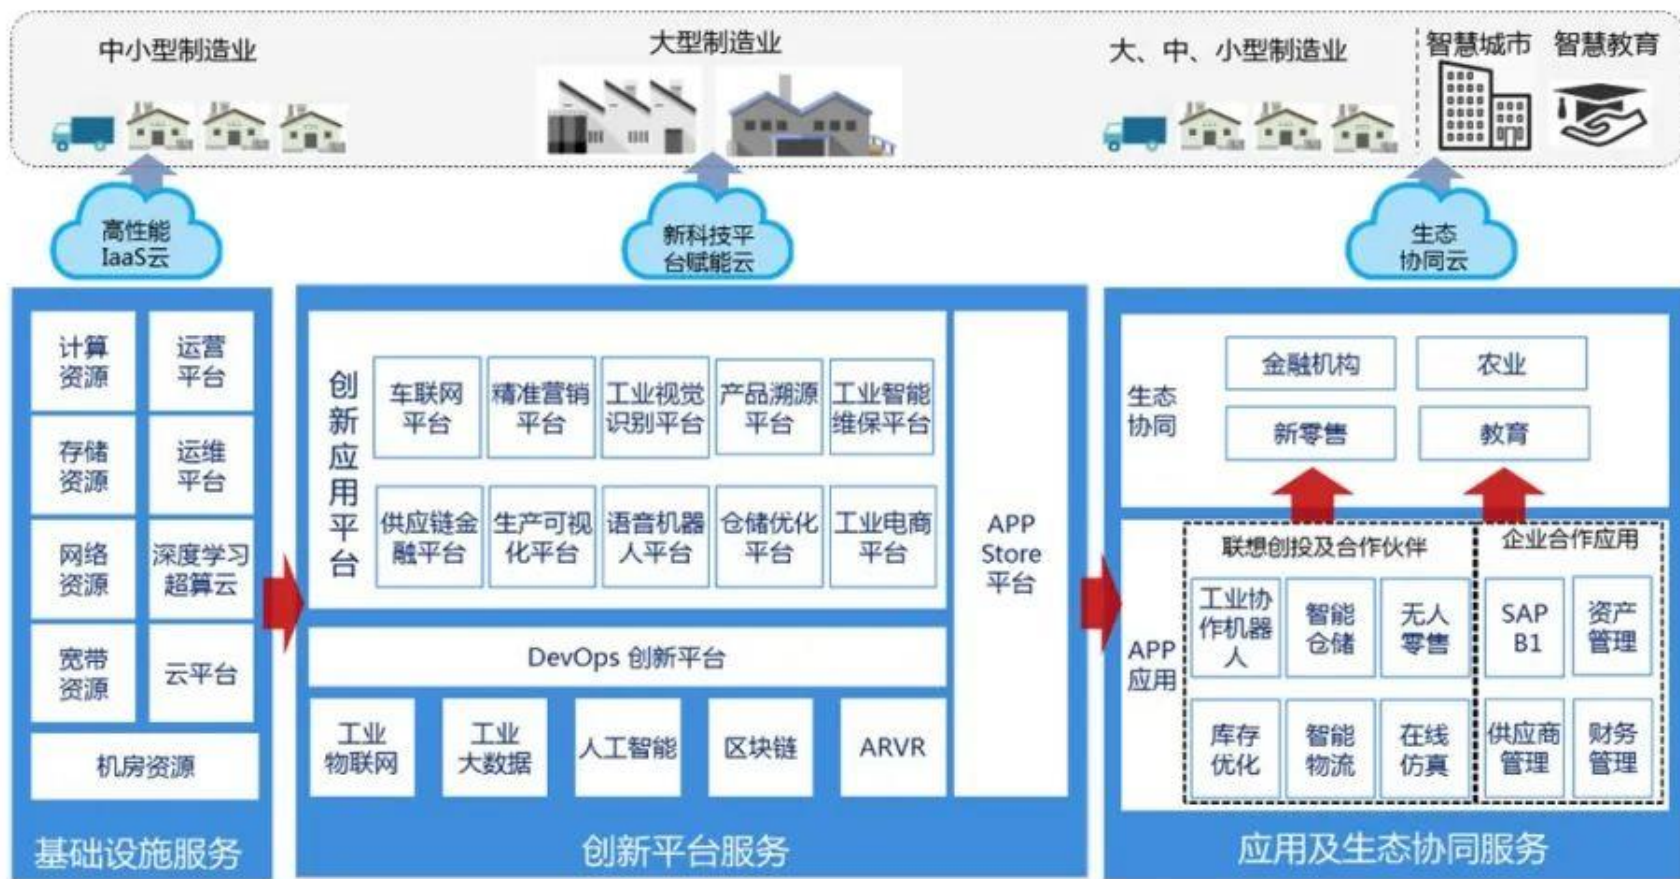 中小型制造业
大型制造业
大、中、小型制造业
智慧城市
智慧教育
高性能
IaaS云
新科技平
台赋能云
生态
协同云
计算
资源
运营
平台
存储
资源
运维
平台
网络
资源
深度学习
超算云
宽带
资源
云平台
机房资源
基础设施服务
创新应用平台
车联网
平台
精准营销
平台
工业视觉
识别平台
产品溯源
平台
工业智能
维保平台
供应链金
融平台
生产可视
化平台
语音机器
人平台
仓储优化
平台
工业电商
平台
DevOps 创新平台
工业
物联网
工业
大数据
人工智能
区块链
ARVR
APP
Store
平台
创新平台服务
生态
协同
金融机构
农业
新零售
教育
APP
应用
联想创投及合作伙伴
工业协
作机器
人
智能
仓储
无人
零售
库存
优化
智能
物流
在线
仿真
企业合作应用
SAP
B1
资产
管理
供应商
管理
财务
管理
应用及生态协同服务